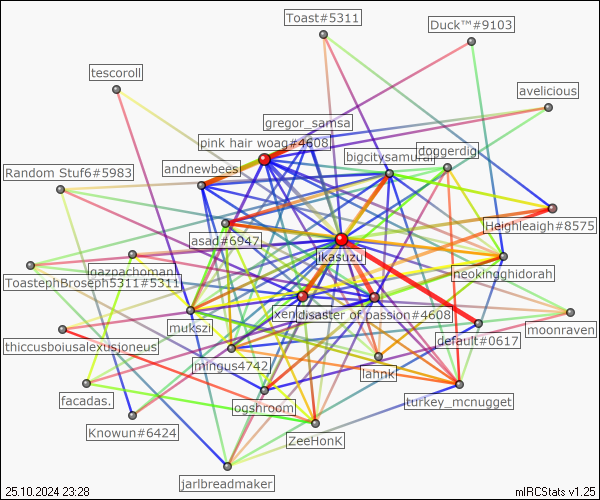 Toast#5311
Duck™#9103
tescoroll
avelicious
gregor_samsa
pink hair woag#4608
doggerdig
bigcitysamurai
andnewbees
Random Stuf6#5983
Heighleaigh#8575
asad#6947
ikasuzu
gazpachomanh
neokingghidorah
ToastephBroseph5311#5311
xen
disaster of passion#4608
mukszi
moonraven
default#0617
thiccusboiusalexusjoneus
mingus4742
lahnk
facadas.
ogshroom
turkey_mcnugget
Knowun#6424
ZeeHonK
jarlbreadmaker
25.10.2024 23:28
mIRCStats v1.25